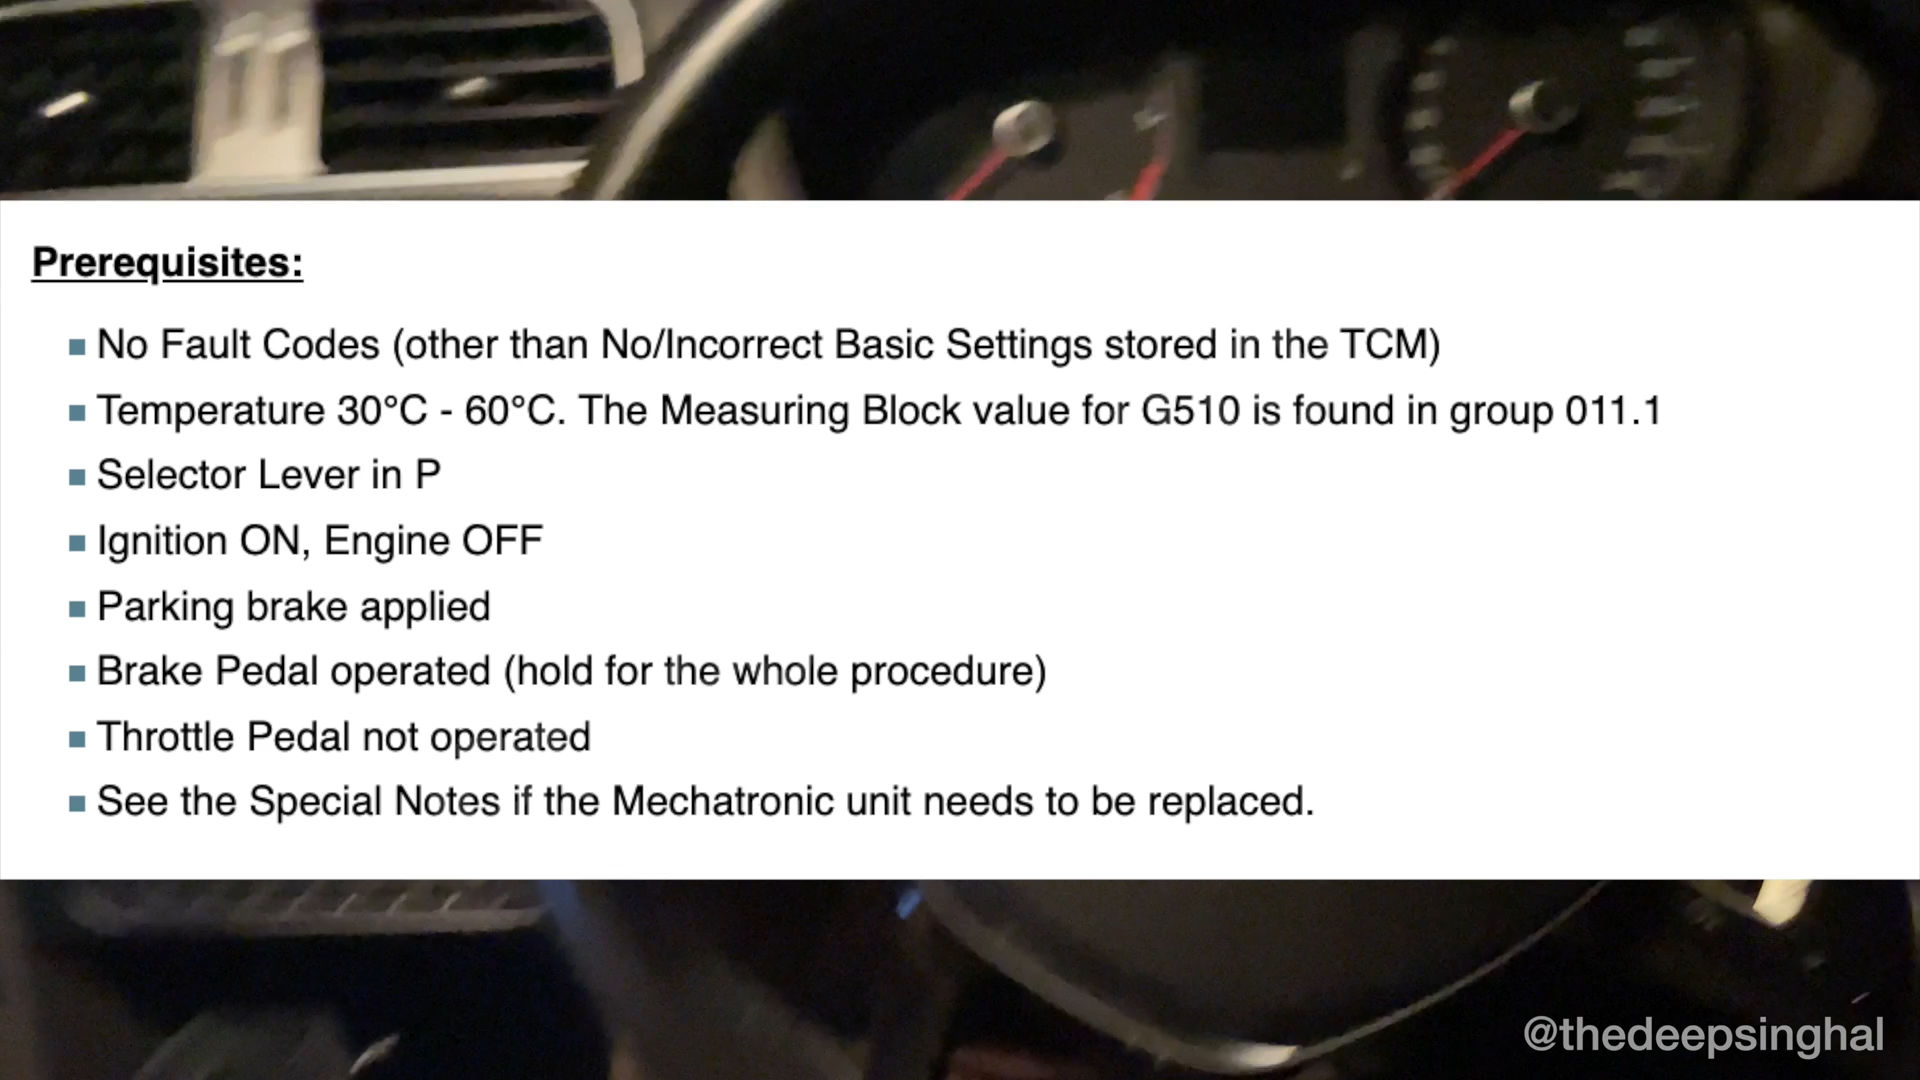 Prerequisites:
No Fault Codes (other than No/Incorrect Basic Settings stored in the TCM)
Temperature 30°C - 60°C. The Measuring Block value for G510 is found in group 011.1
Selector Lever in P
Ignition ON, Engine OFF
Parking brake applied
Brake Pedal operated (hold for the whole procedure)
Throttle Pedal not operated
See the Special Notes if the Mechatronic unit needs to be replaced.
@thedeepsinghal